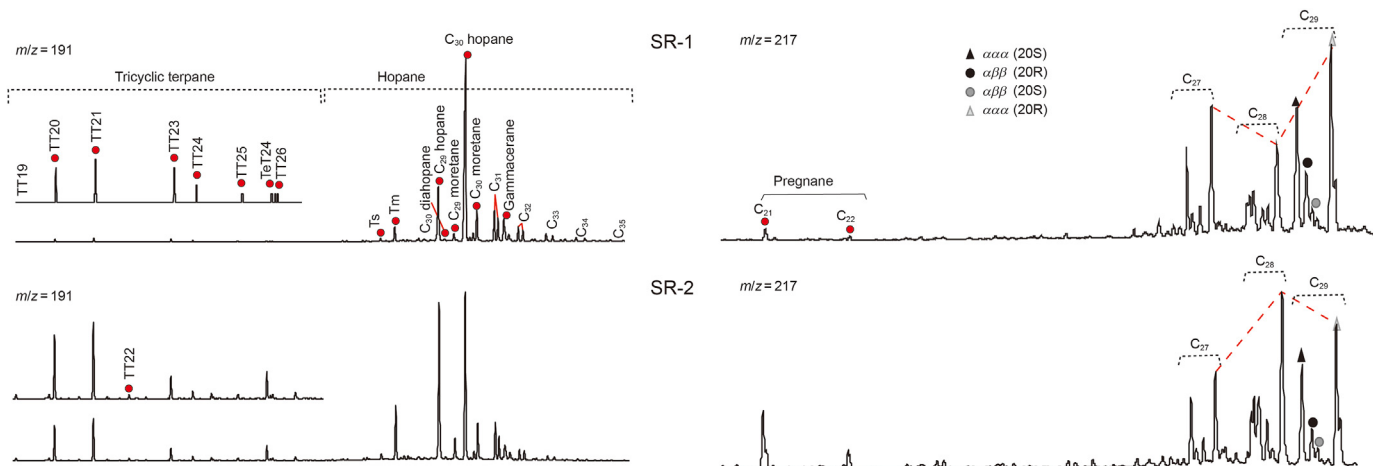 m/z = 191
Tricyclic terpane
Hopane
TT19
TT20
TT21
TT23
TT24
TT25
TeT24
TT26
Ts
Tm
C30 diahopane
C29 hopane
C29 moretane
C30 hopane
C30 moretane
C31
Gammacerane
C32
C33
C34
C35
SR-1
m/z = 217
ααα (20S)
αββ (20R)
αββ (20S)
ααα (20R)
Pregnane
C21
C22
C27
C28
C29
m/z = 191
TT22
SR-2
m/z = 217
C27
C28
C29